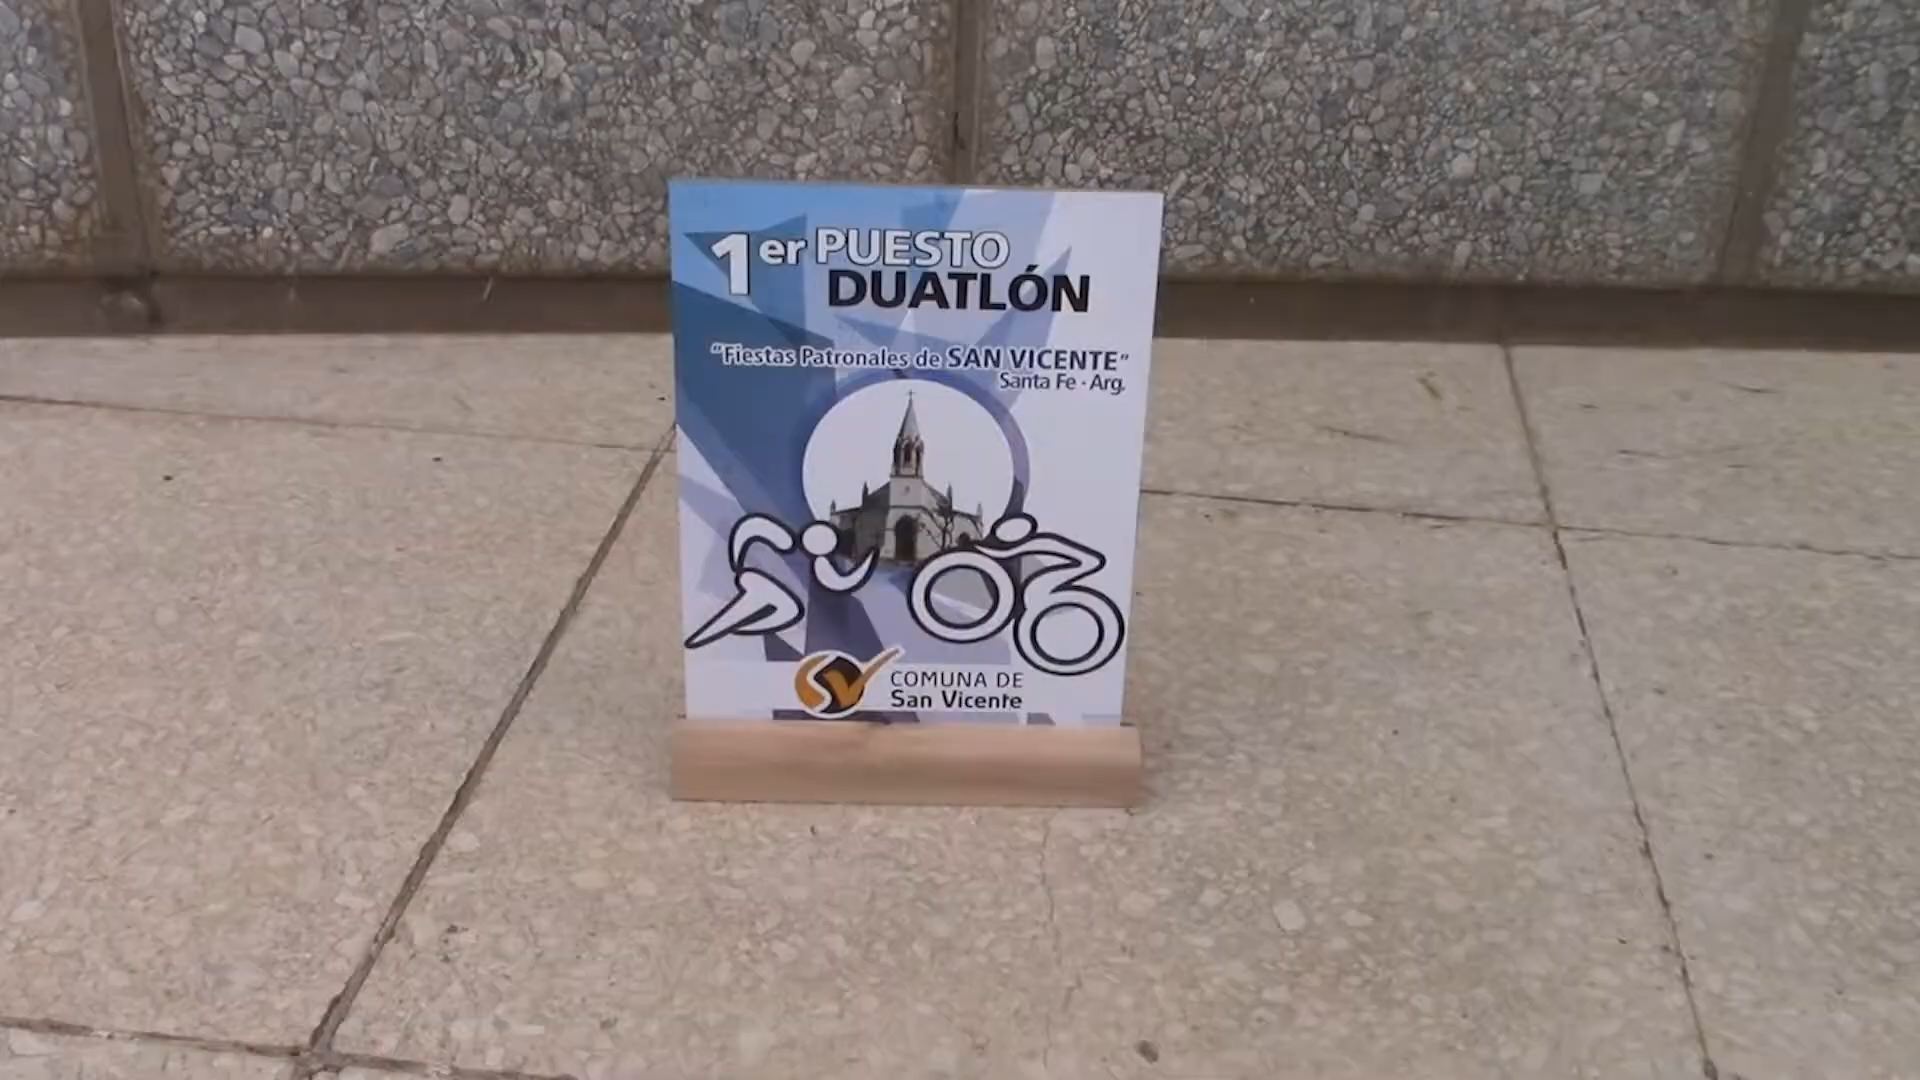 1er PUESTO
DUATLÓN
"Fiestas Patronales de SAN VICENTE"
Santa Fe - Arg.
SV COMUNA DE
San Vicente